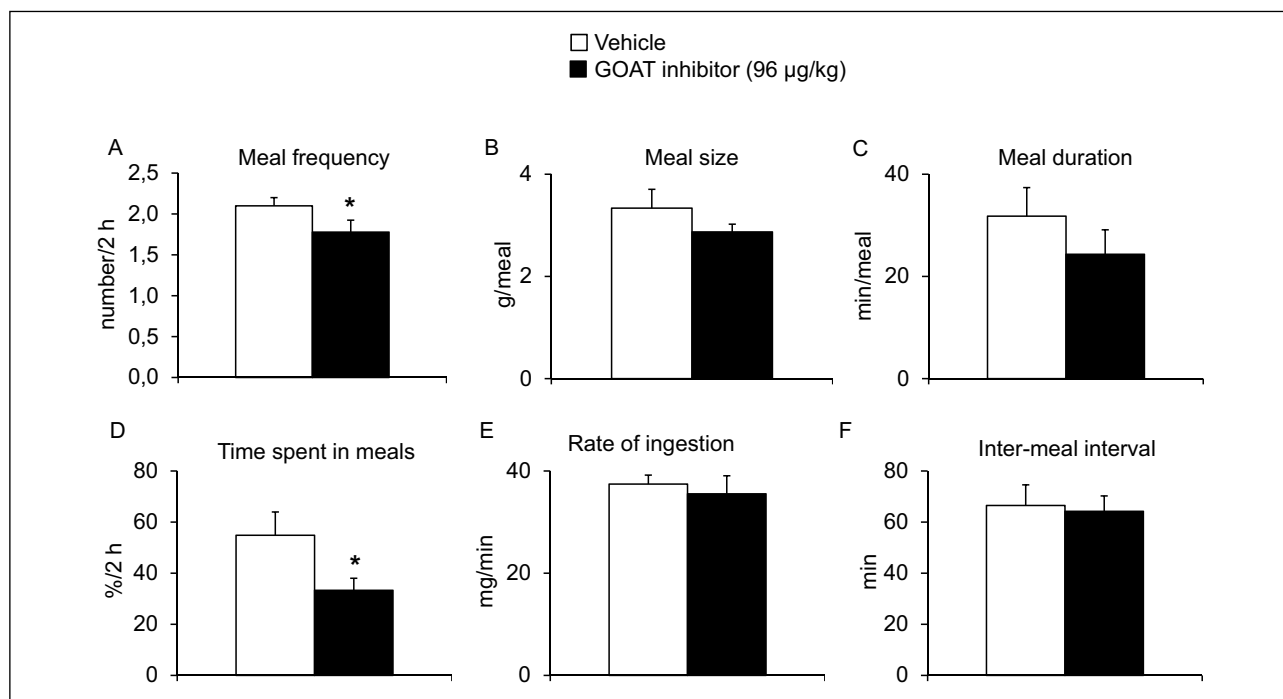 Vehicle
GOAT inhibitor (96 µg/kg)
A
Meal frequency
2,5
2,0
1,5
1,0
0,5
0,0
number/2 h
*
B
Meal size
4
2
0
g/meal
C
Meal duration
40
20
0
min/meal
D
Time spent in meals
80
60
40
20
0
%/2 h
*
E
Rate of ingestion
40
20
0
mg/min
F
Inter-meal interval
80
60
40
20
0
min